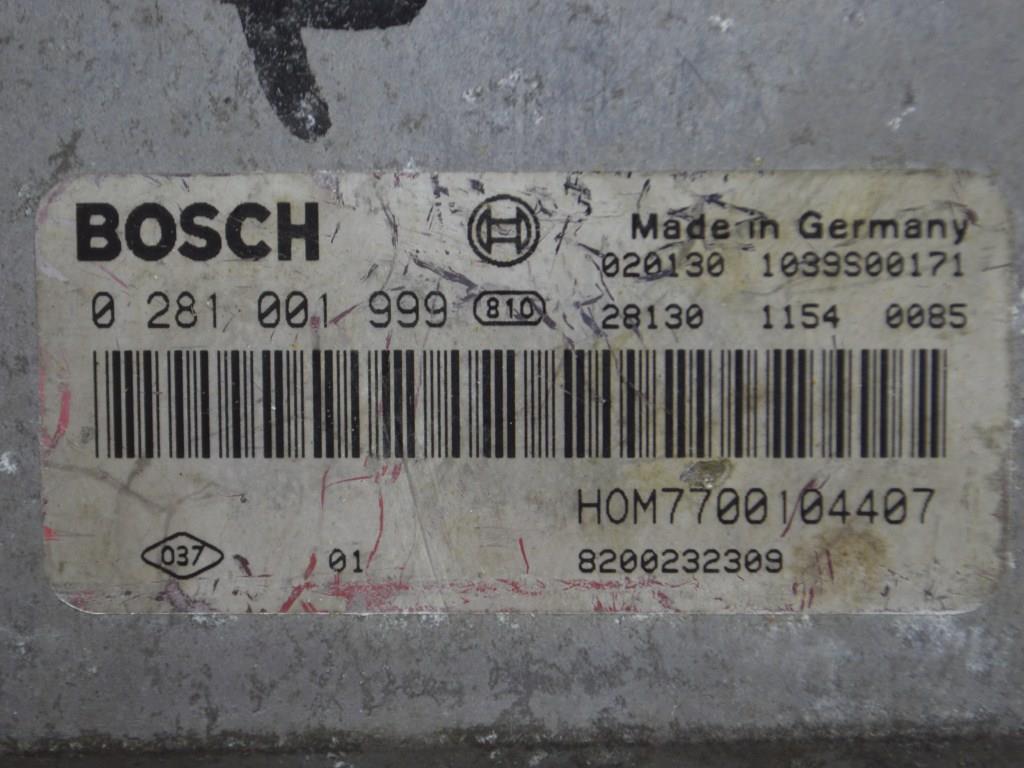 BOSCH
Made in Germany
020130 1039S00171
0 281 001 999 810 28130 1154 0085
HOM7700104407
037 01 8200232309